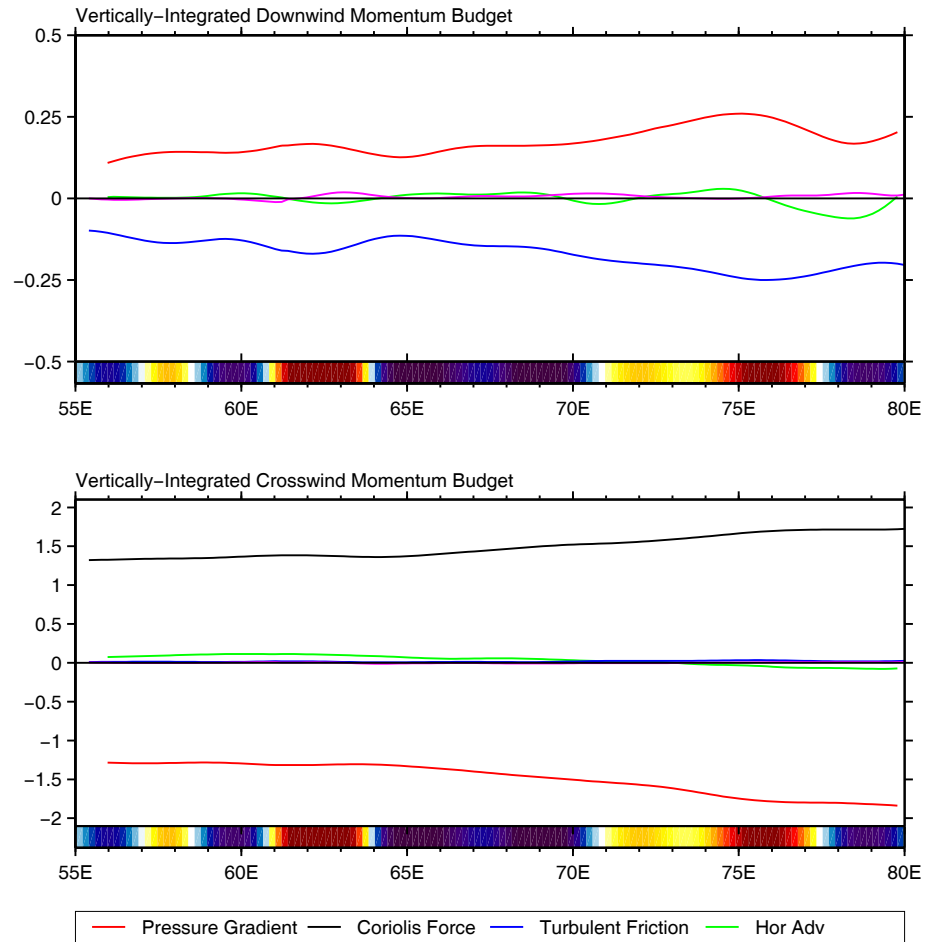 Vertically−Integrated Downwind Momentum Budget
0.5
0.25
0
−0.25
−0.5
55E 60E 65E 70E 75E 80E
Vertically−Integrated Crosswind Momentum Budget
2
1.5
1
0.5
0
−0.5
−1
−1.5
−2
55E 60E 65E 70E 75E 80E
Pressure Gradient Coriolis Force Turbulent Friction Hor Adv